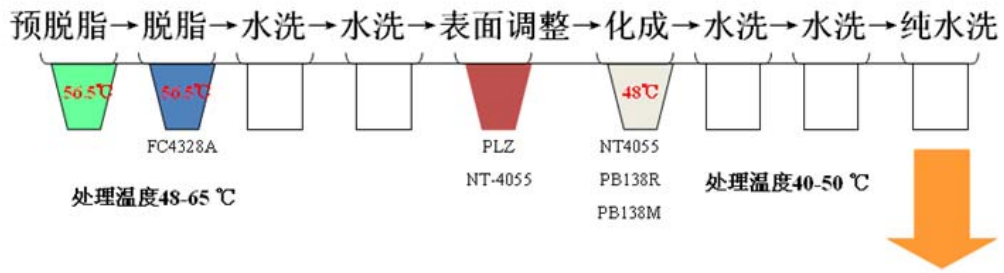 预脱脂→脱脂→水洗→水洗→表面调整→化成→水洗→水洗→纯水洗
56.5℃ 56.5℃ 48℃
FC4328A PLZ NT4055
NT-4055 PB138R
处理温度48-65 ℃ 处理温度40-50 ℃
PB138M